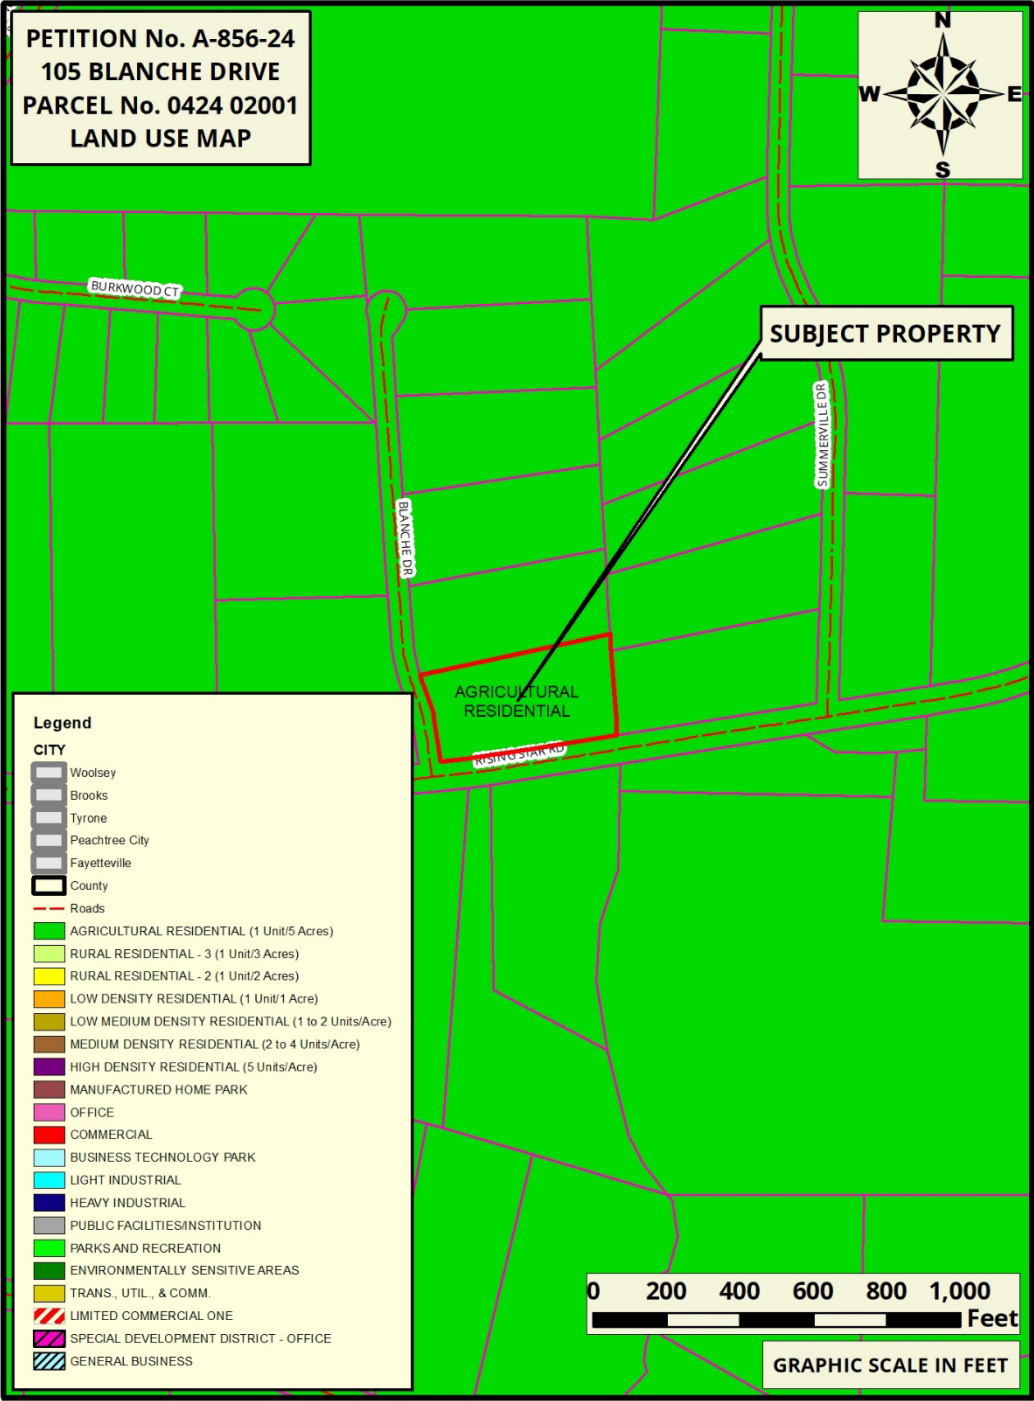 PETITION No. A-856-24
105 BLANCHE DRIVE
PARCEL No. 0424 02001
LAND USE MAP
N
W
E
S
BURKWOOD CT
SUBJECT PROPERTY
SUMMERVILLE DR
BLANCHE DR
AGRICULTURAL
RESIDENTIAL
RISING STAR RD
Legend
CITY
Woolsey
Brooks
Tyrone
Peachtree City
Fayetteville
County
Roads
AGRICULTURAL RESIDENTIAL (1 Unit/5 Acres)
RURAL RESIDENTIAL - 3 (1 Unit/3 Acres)
RURAL RESIDENTIAL - 2 (1 Unit/2 Acres)
LOW DENSITY RESIDENTIAL (1 Unit/1 Acre)
LOW MEDIUM DENSITY RESIDENTIAL (1 to 2 Units/Acre)
MEDIUM DENSITY RESIDENTIAL (2 to 4 Units/Acre)
HIGH DENSITY RESIDENTIAL (5 Units/Acre)
MANUFACTURED HOME PARK
OFFICE
COMMERCIAL
BUSINESS TECHNOLOGY PARK
LIGHT INDUSTRIAL
HEAVY INDUSTRIAL
PUBLIC FACILITIES/INSTITUTION
PARKS AND RECREATION
ENVIRONMENTALLY SENSITIVE AREAS
TRANS., UTIL., & COMM.
LIMITED COMMERCIAL ONE
SPECIAL DEVELOPMENT DISTRICT - OFFICE
GENERAL BUSINESS
0 200 400 600 800 1,000
Feet
GRAPHIC SCALE IN FEET